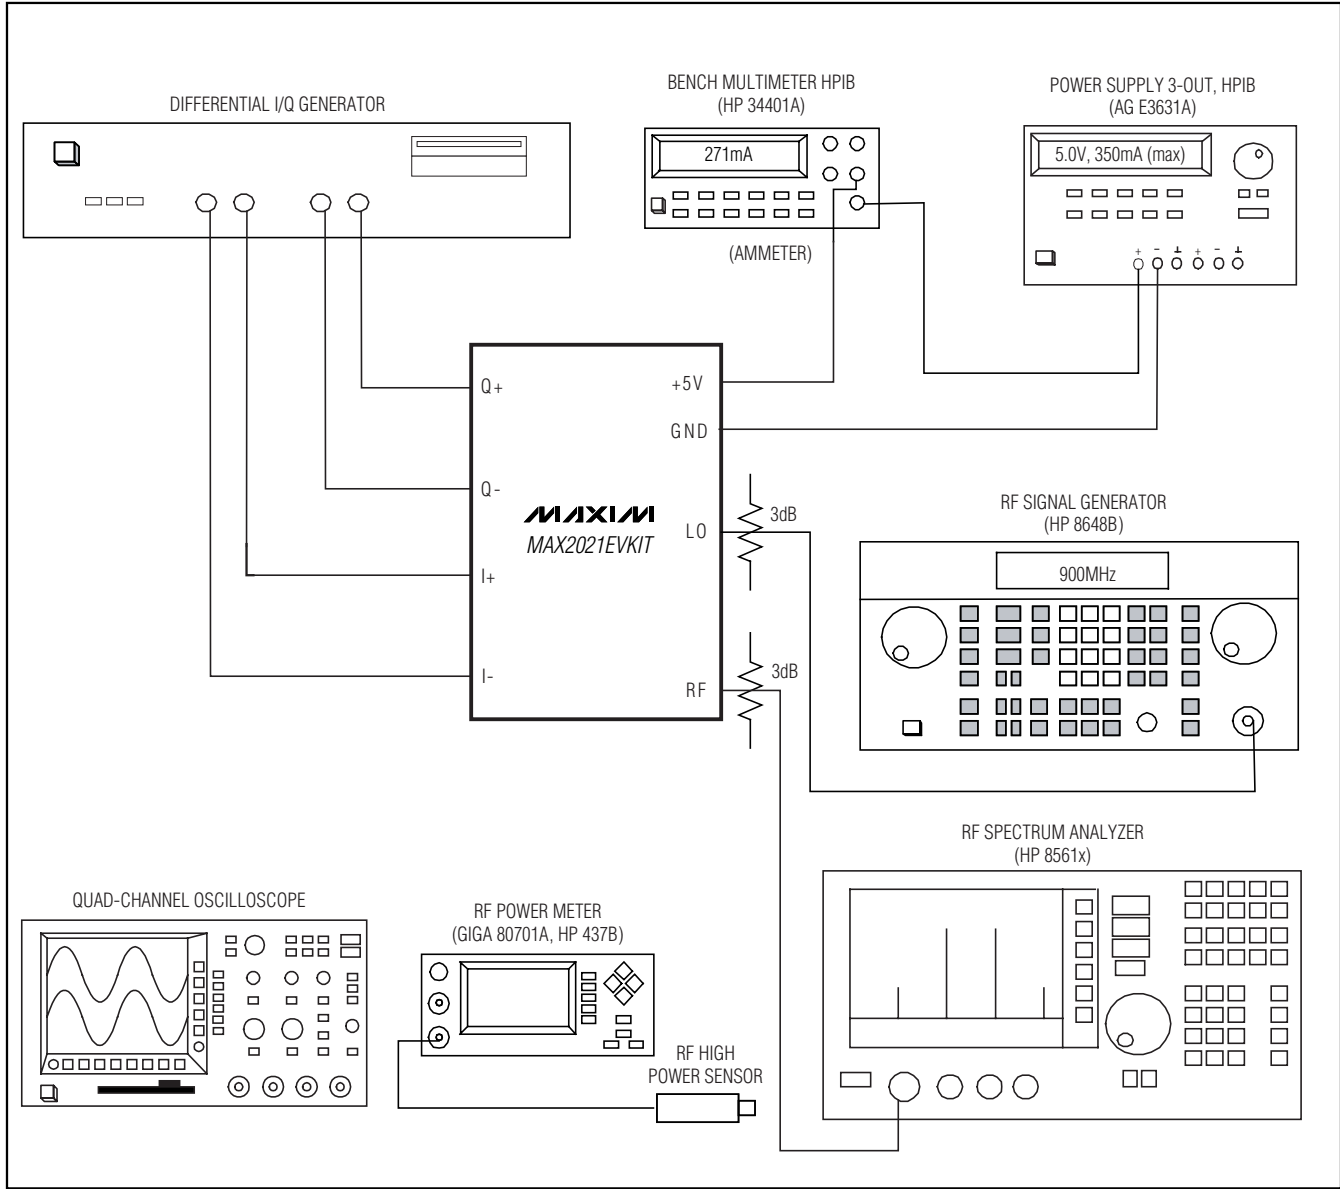 DIFFERENTIAL I/Q GENERATOR
BENCH MULTIMETER HPIB
(HP 34401A)
271mA
(AMMETER)
POWER SUPPLY 3-OUT, HPIB
(AG E3631A)
5.0V, 350mA (max)
+ - ⊥ + - ⊥
Q+
Q-
I+
I-
MAXIM
MAX2021EVKIT
+5V
GND
LO
RF
3dB
3dB
RF SIGNAL GENERATOR
(HP 8648B)
900MHz
RF SPECTRUM ANALYZER
(HP 8561x)
QUAD-CHANNEL OSCILLOSCOPE
RF POWER METER
(GIGA 80701A, HP 437B)
RF HIGH
POWER SENSOR